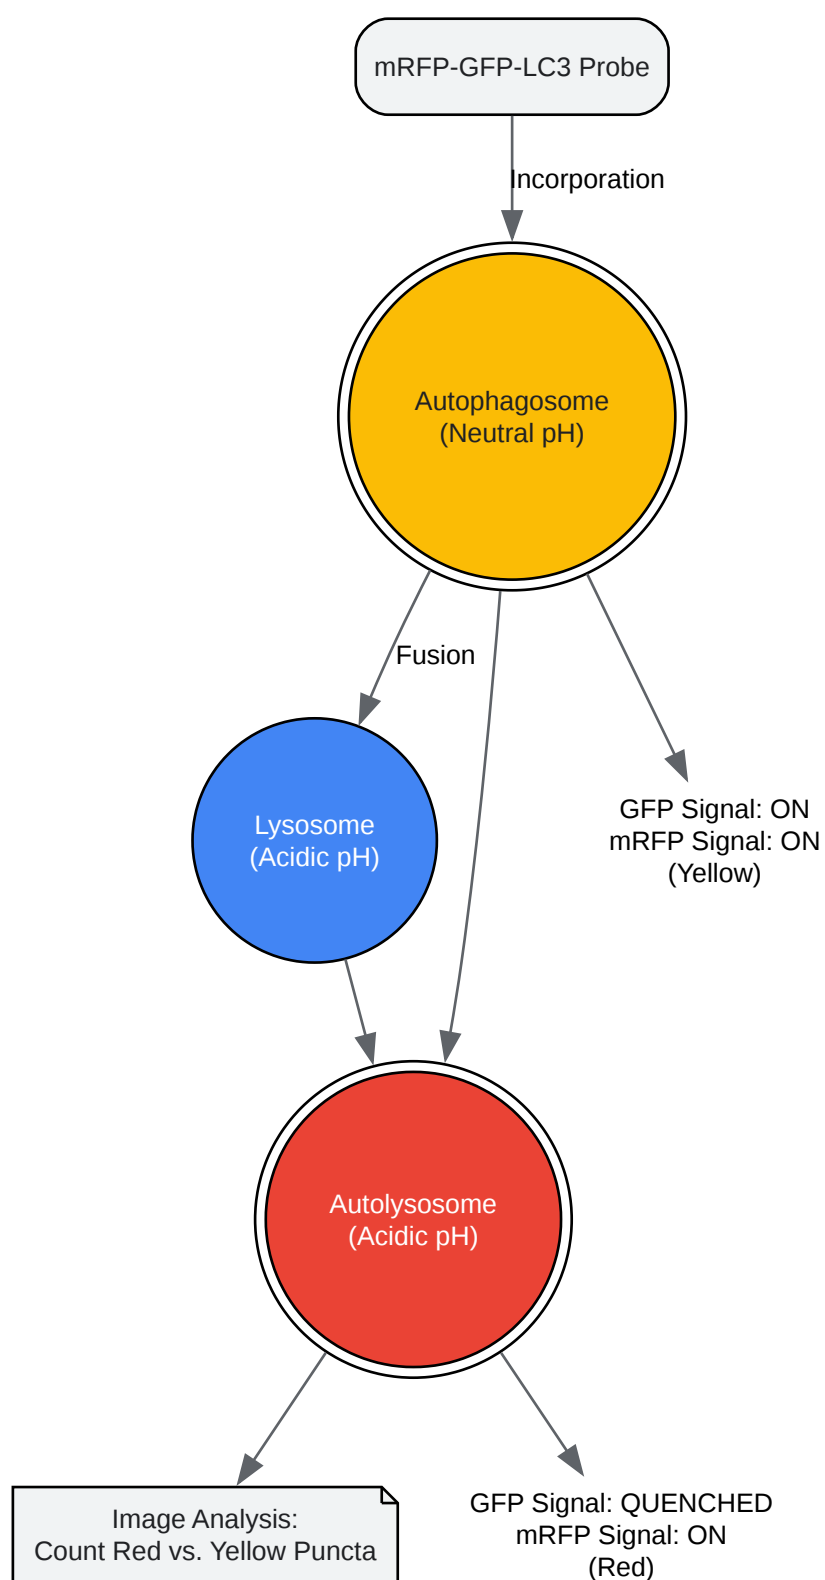 mRFP-GFP-LC3 Probe
Incorporation
Autophagosome
(Neutral pH)
Fusion
Lysosome
(Acidic pH)
GFP Signal: ON
mRFP Signal: ON
(Yellow)
Autolysosome
(Acidic pH)
Image Analysis:
Count Red vs. Yellow Puncta
GFP Signal: QUENCHED
mRFP Signal: ON
(Red)